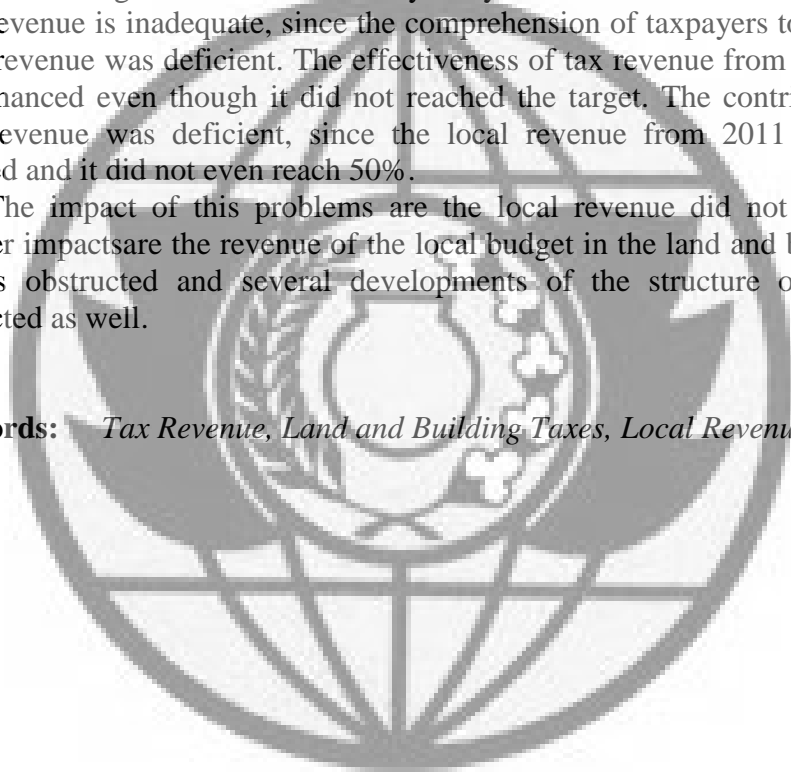 evenue is inadequate, since the comprehension of taxpayers to
revenue was deficient. The effectiveness of tax revenue from
hanced even though it did not reached the target. The contri
evenue was deficient, since the local revenue from 2011
ed and it did not even reach 50%.
The impact of this problems are the local revenue did not
er impactsare the revenue of the local budget in the land and b
s obstructed and several developments of the structure o
cted as well.
ords: Tax Revenue, Land and Building Taxes, Local Revenu